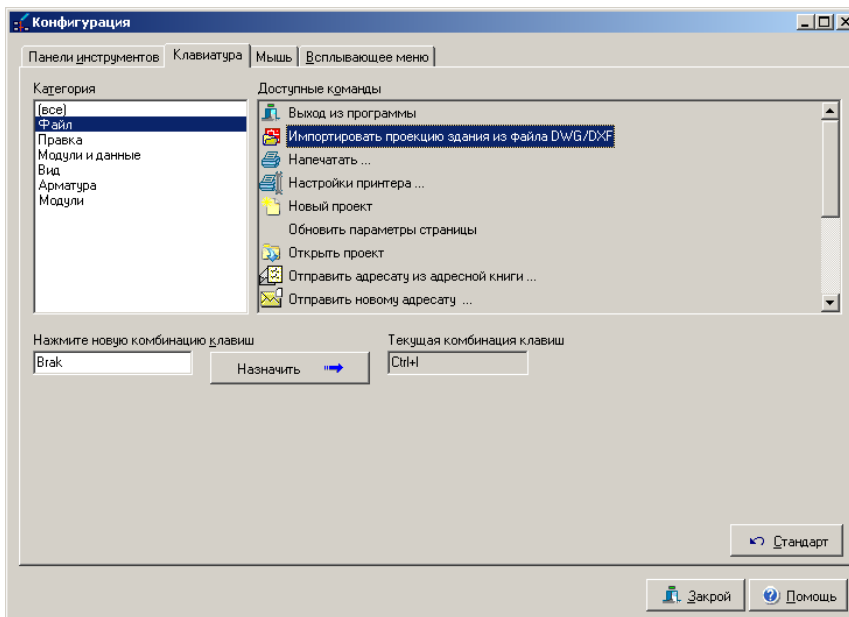 Конфигурация
Панели инструментов Клавиатура Мышь Всплывающее меню
Категория
(все)
Файл
Правка
Модули и данные
Вид
Арматура
Модули
Доступные команды
Выход из программы
Импортировать проекцию здания из файла DWG/DXF
Напечатать ...
Настройки принтера ...
Новый проект
Обновить параметры страницы
Открыть проект
Отправить адресату из адресной книги ...
Отправить новому адресату ...
Нажмите новую комбинацию клавиш
Brak
Назначить
Текущая комбинация клавиш
Ctrl+I
Стандарт
Закрой
Помощь